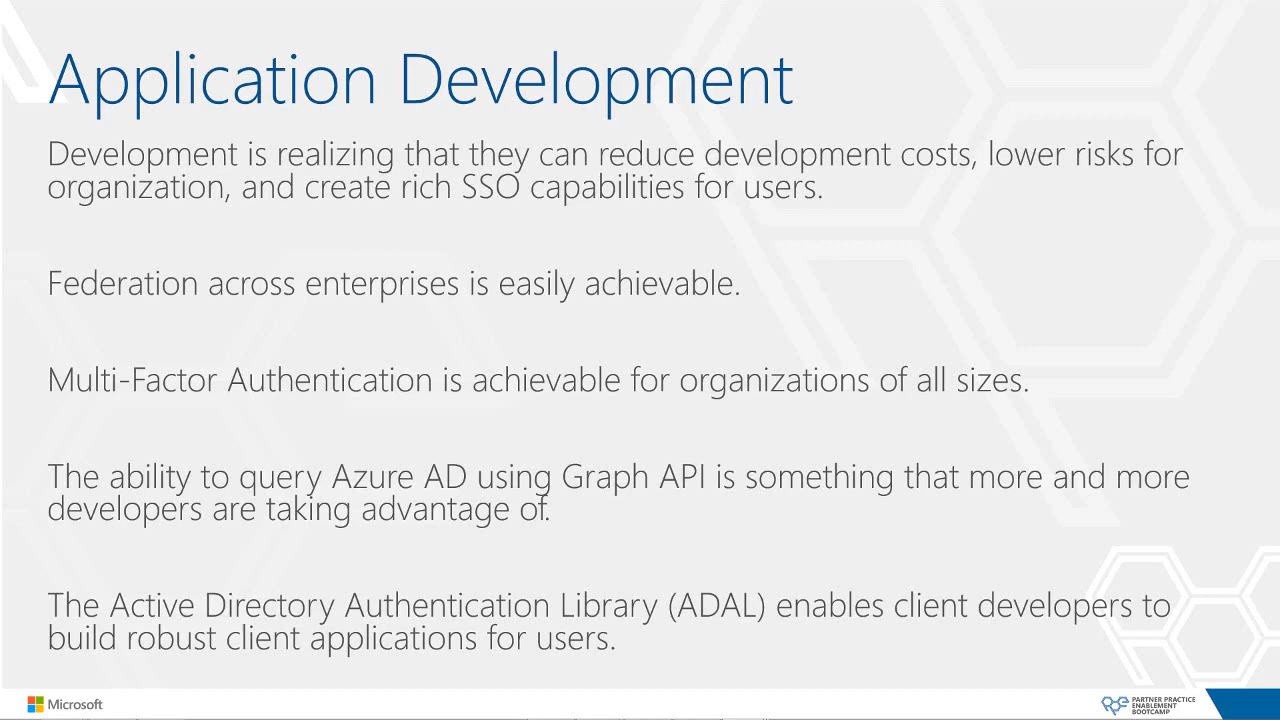 Application Development
Development is realizing that they can reduce development costs, lower risks for
organization, and create rich SSO capabilities for users.
Federation across enterprises is easily achievable.
Multi-Factor Authentication is achievable for organizations of all sizes.
The ability to query Azure AD using Graph API is something that more and more
developers are taking advantage of.
The Active Directory Authentication Library (ADAL) enables client developers to
build robust client applications for users.
Microsoft
PARTNER PRACTICE
ENABLEMENT
BOOTCAMP